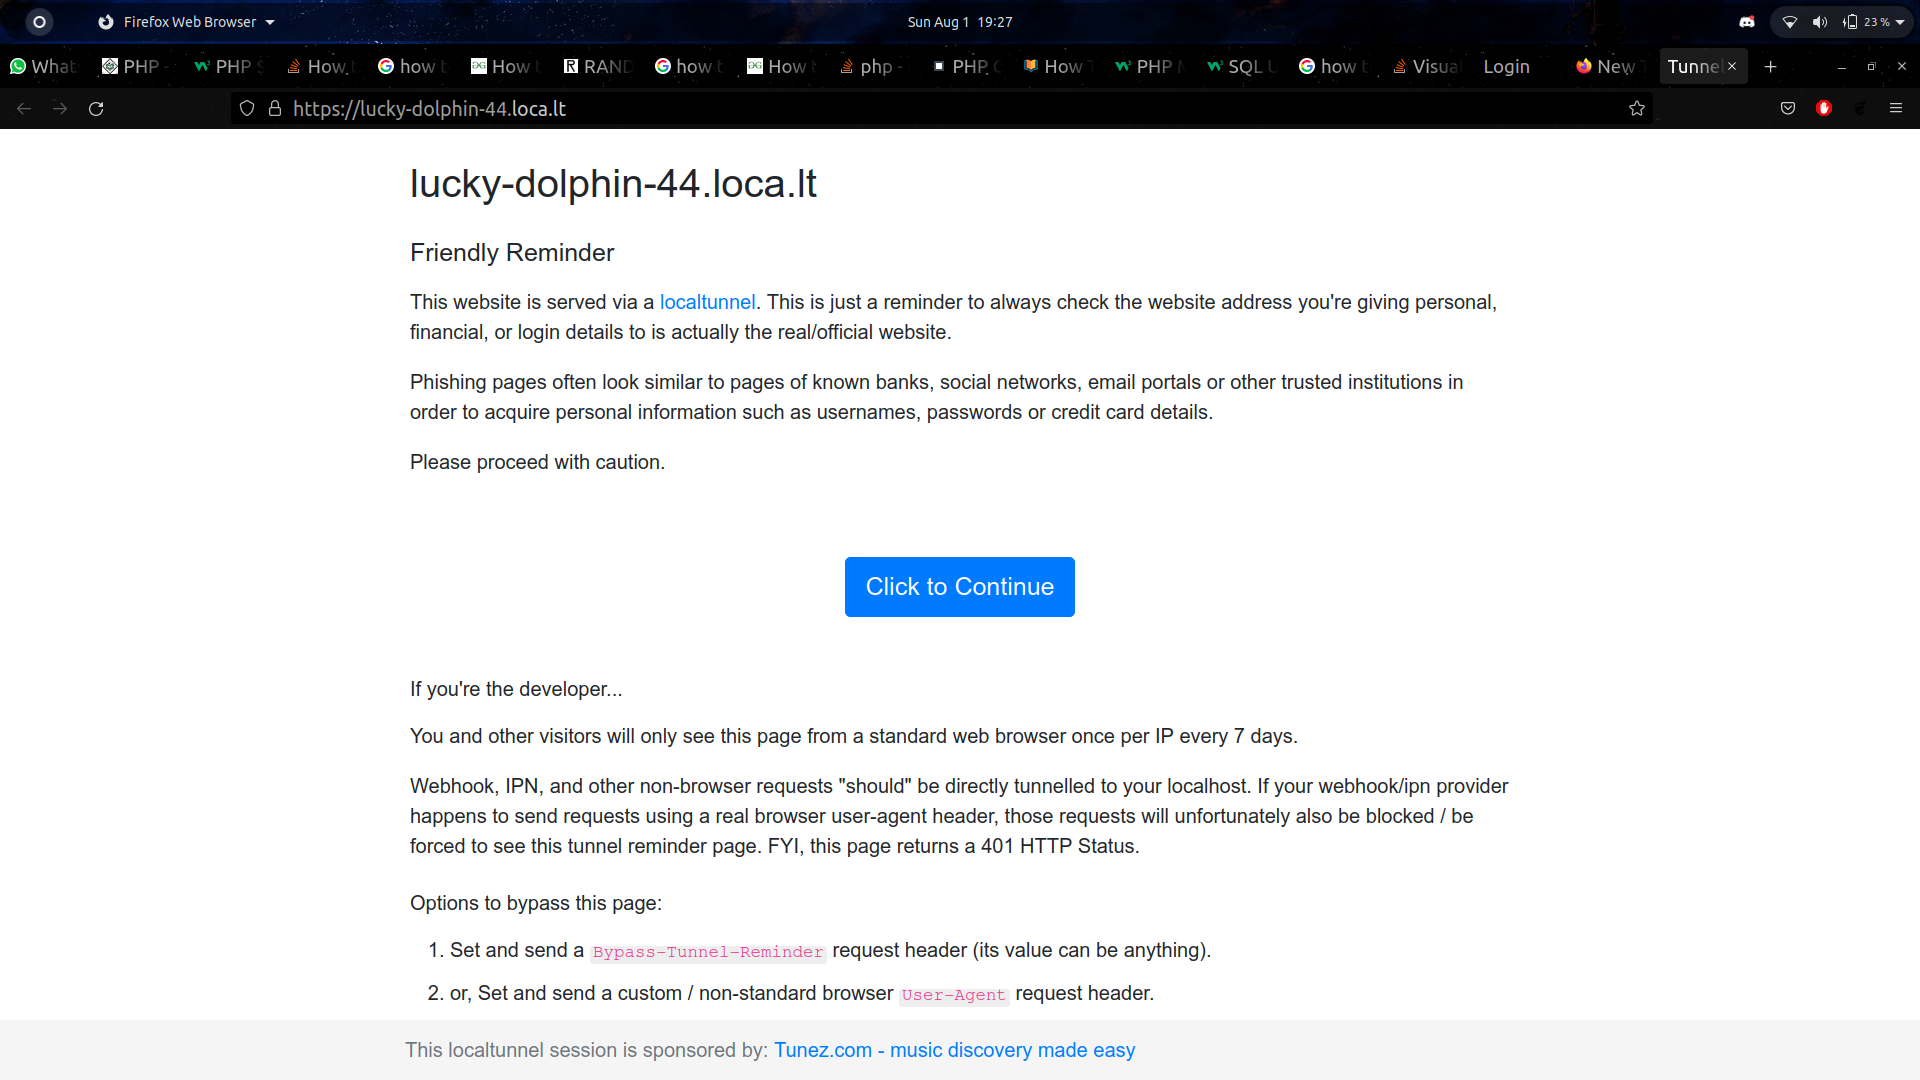 Firefox Web Browser
Sun Aug 1 19:27
23 %
What
PHP -
PHP S
How t
how t
How t
RAND
how t
How t
php -
PHP C
How T
PHP M
SQL U
how t
Visua
Login
New T
Tunnel
https://lucky-dolphin-44.loca.lt
lucky-dolphin-44.loca.lt
Friendly Reminder
This website is served via a localtunnel. This is just a reminder to always check the website address you're giving personal,
financial, or login details to is actually the real/official website.
Phishing pages often look similar to pages of known banks, social networks, email portals or other trusted institutions in
order to acquire personal information such as usernames, passwords or credit card details.
Please proceed with caution.
Click to Continue
If you're the developer...
You and other visitors will only see this page from a standard web browser once per IP every 7 days.
Webhook, IPN, and other non-browser requests "should" be directly tunnelled to your localhost. If your webhook/ipn provider
happens to send requests using a real browser user-agent header, those requests will unfortunately also be blocked / be
forced to see this tunnel reminder page. FYI, this page returns a 401 HTTP Status.
Options to bypass this page:
1. Set and send a Bypass-Tunnel-Reminder request header (its value can be anything).
2. or, Set and send a custom / non-standard browser User-Agent request header.
This localtunnel session is sponsored by: Tunez.com - music discovery made easy